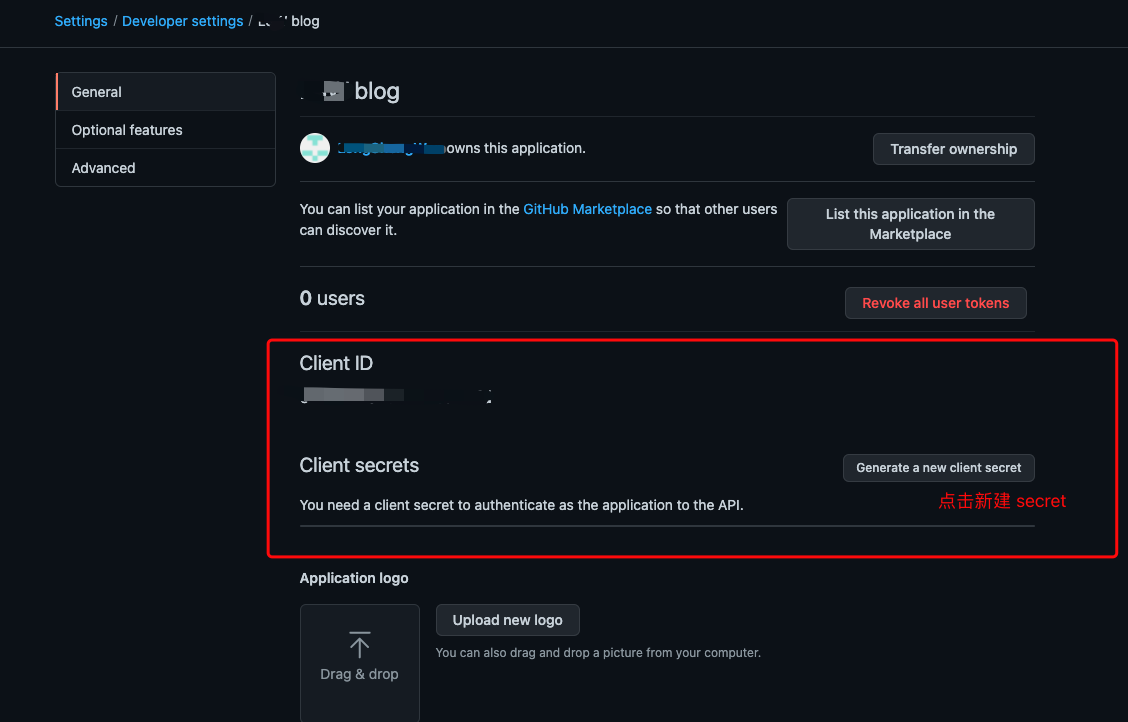 Settings / Developer settings / blog
General
Optional features
Advanced
blog
owns this application.
Transfer ownership
You can list your application in the GitHub Marketplace so that other users
can discover it.
List this application in the
Marketplace
0 users
Revoke all user tokens
Client ID
Client secrets
Generate a new client secret
You need a client secret to authenticate as the application to the API.
点击新建 secret
Application logo
Drag & drop
Upload new logo
You can also drag and drop a picture from your computer.